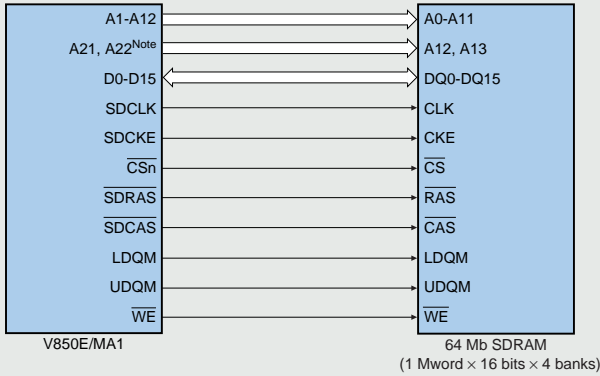 A1-A12 A0-A11
A21, A22Note A12, A13
D0-D15 DQ0-DQ15
SDCLK CLK
SDCKE CKE
CSn CS
SDRAS RAS
SDCAS CAS
LDQM LDQM
UDQM UDQM
WE WE
V850E/MA1 64 Mb SDRAM
(1 Mword × 16 bits × 4 banks)